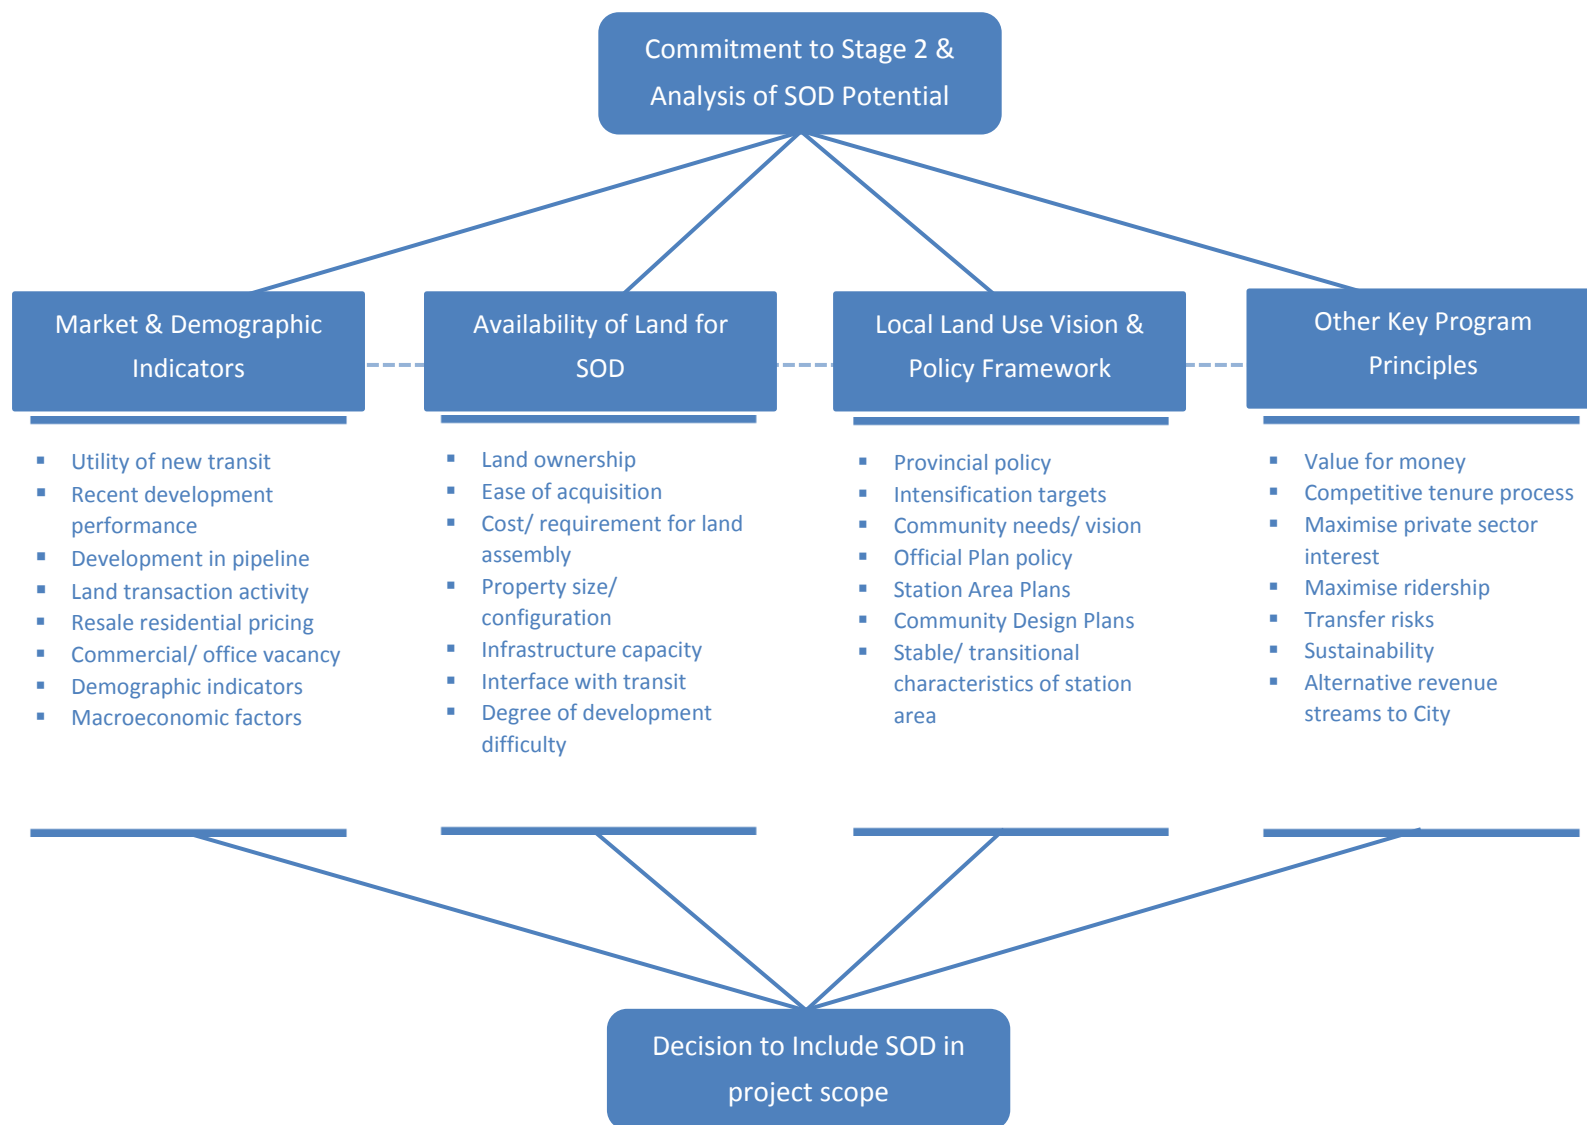 Commitment to Stage 2 &
Analysis of SOD Potential
Market & Demographic
Indicators
Availability of Land for
SOD
Local Land Use Vision &
Policy Framework
Other Key Program
Principles
▪ Utility of new transit
▪ Recent development
performance
▪ Development in pipeline
▪ Land transaction activity
▪ Resale residential pricing
▪ Commercial/ office vacancy
▪ Demographic indicators
▪ Macroeconomic factors
▪ Land ownership
▪ Ease of acquisition
▪ Cost/ requirement for land
assembly
▪ Property size/
configuration
▪ Infrastructure capacity
▪ Interface with transit
▪ Degree of development
difficulty
▪ Provincial policy
▪ Intensification targets
▪ Community needs/ vision
▪ Official Plan policy
▪ Station Area Plans
▪ Community Design Plans
▪ Stable/ transitional
characteristics of station
area
▪ Value for money
▪ Competitive tenure process
▪ Maximise private sector
interest
▪ Maximise ridership
▪ Transfer risks
▪ Sustainability
▪ Alternative revenue
streams to City
Decision to Include SOD in
project scope